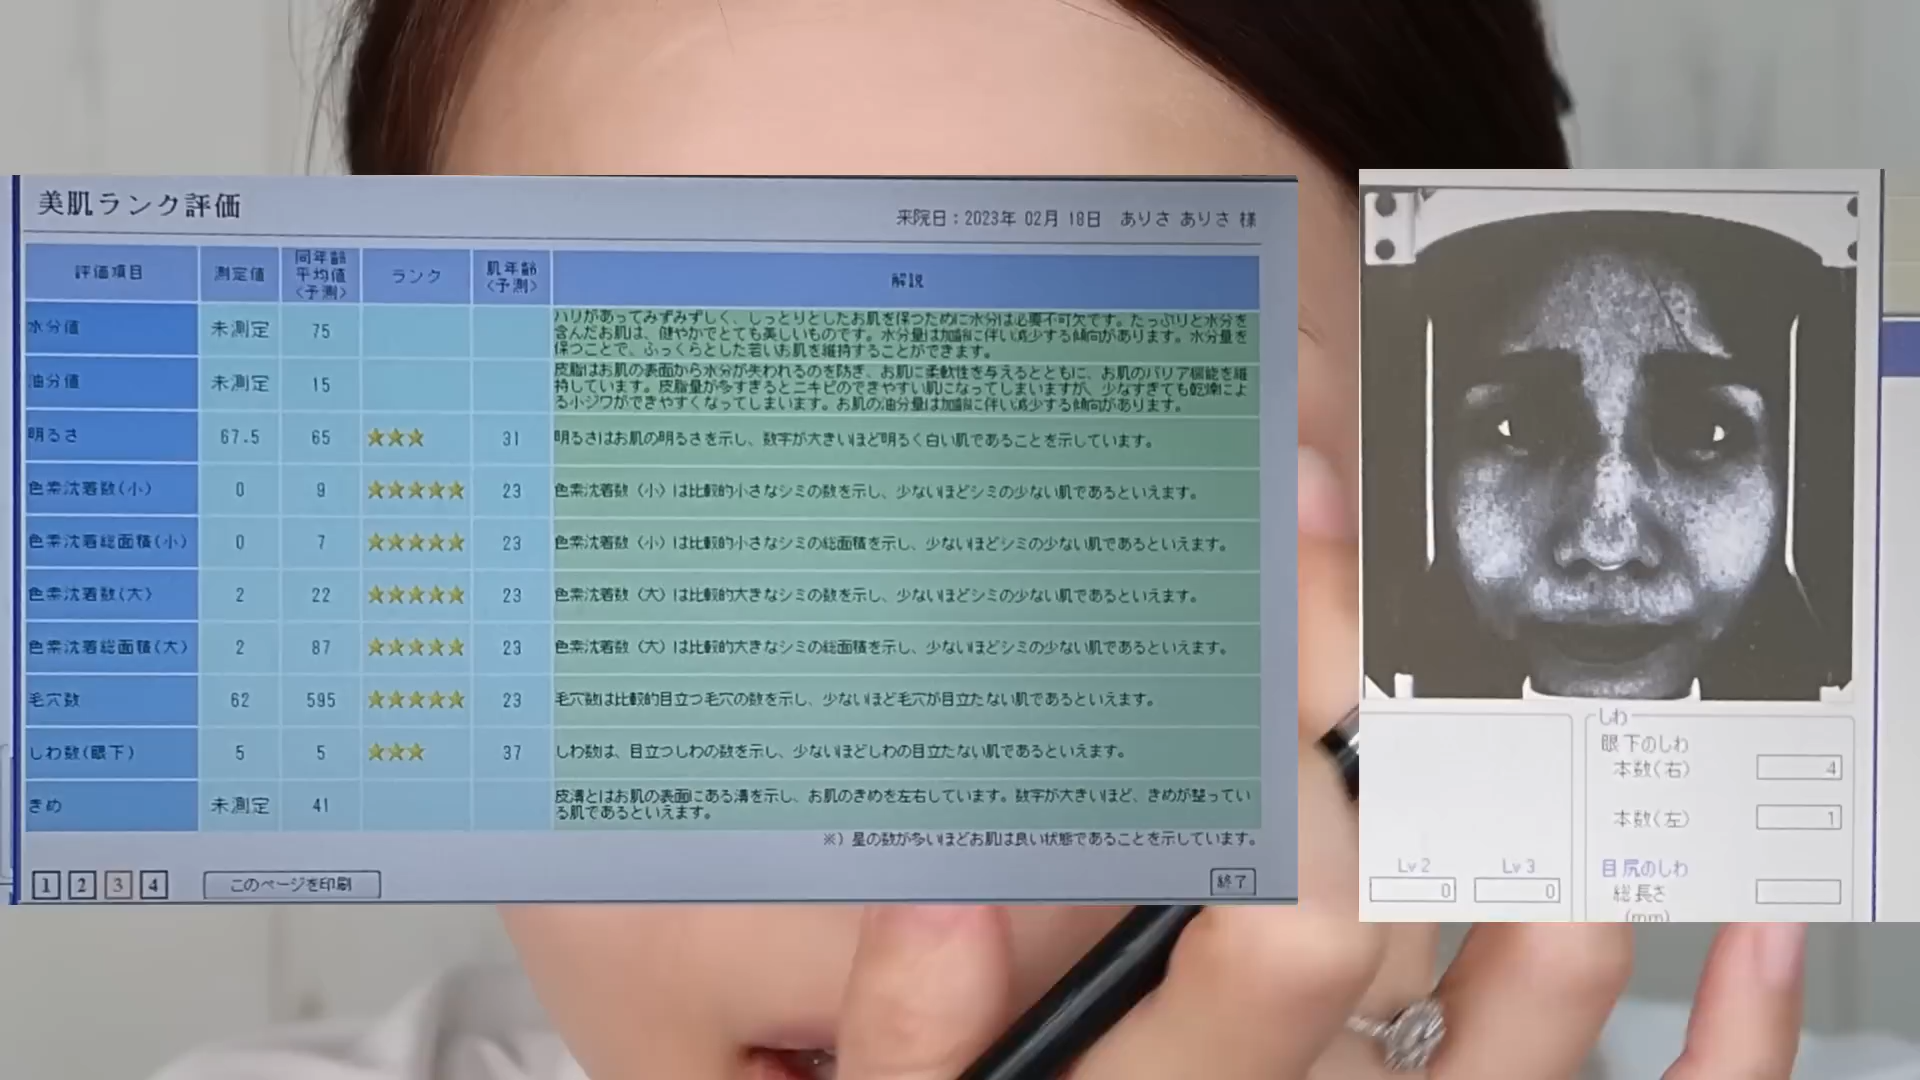 美肌ランク評価
来院日：2023年 02月 18日 ありさ ありさ 様
評価項目 測定値 同年齢平均値<予測> ランク 肌年齢<予測> 解説
水分値 未測定 75 ハリがあってみずみずしく、しっとりとしたお肌を保つために水分は必要不可欠です。たっぷりと水分を
含んだお肌は、健やかでとても美しいものです。水分量は加齢に伴い減少する傾向があります。水分量を
保つことで、ふっくらとした若いお肌を維持することができます。
油分値 未測定 15 皮脂はお肌の表面から水分が失われるのを防ぎ、お肌に柔軟性を与えるとともに、お肌のバリア機能を維
持しています。皮脂量が多すぎるとニキビのできやすい肌になってしまいますが、少なすぎても乾燥によ
る小ジワができやすくなってしまいます。お肌の油分量は加齢に伴い減少する傾向があります。
明るさ 67.5 65 ★★★ 31 明るさはお肌の明るさを示し、数字が大きいほど明るく白い肌であることを示しています。
色素沈着数(小) 0 9 ★★★★★ 23 色素沈着数（小）は比較的小さなシミの数を示し、少ないほどシミの少ない肌であるといえます。
色素沈着総面積(小) 0 7 ★★★★★ 23 色素沈着数（小）は比較的小さなシミの総面積を示し、少ないほどシミの少ない肌であるといえます。
色素沈着数(大) 2 22 ★★★★★ 23 色素沈着数（大）は比較的大きなシミの数を示し、少ないほどシミの少ない肌であるといえます。
色素沈着総面積(大) 2 87 ★★★★★ 23 色素沈着数（大）は比較的大きなシミの総面積を示し、少ないほどシミの少ない肌であるといえます。
毛穴数 62 595 ★★★★★ 23 毛穴数は比較的目立つ毛穴の数を示し、少ないほど毛穴が目立たない肌であるといえます。
しわ数(眼下) 5 5 ★★★ 37 しわ数は、目立つしわの数を示し、少ないほどしわの目立たない肌であるといえます。
きめ 未測定 41 皮溝とはお肌の表面にある溝を示し、お肌のきめを左右しています。数字が大きいほど、きめが整ってい
る肌であるといえます。
※）星の数が多いほどお肌は良い状態であることを示しています。
1 2 3 4 このページを印刷 終了
しわ
眼下のしわ
本数(右) 4
本数(左) 1
Lv2 Lv3
0 0
目尻のしわ
総長さ
(mm)